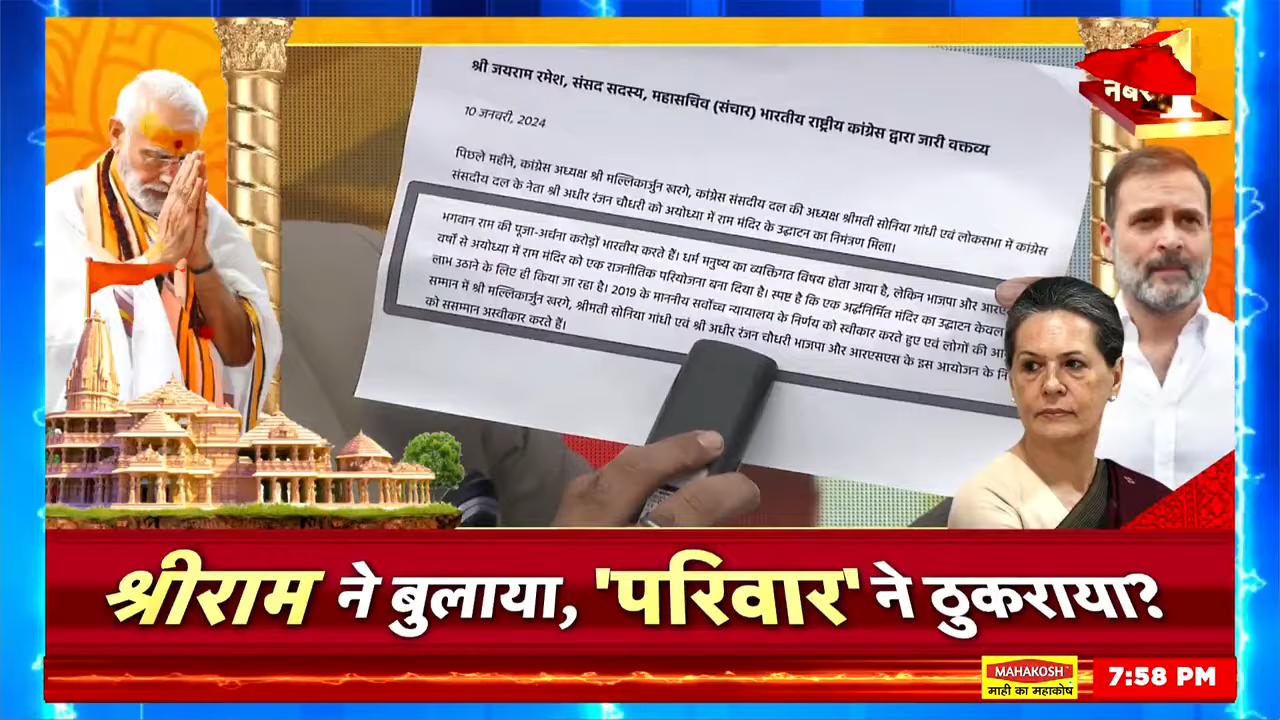 नंबर 1
श्री जयराम रमेश, संसद सदस्य, महासचिव (संचार) भारतीय राष्ट्रीय कांग्रेस द्वारा जारी वक्तव्य
10 जनवरी, 2024
पिछले महीने, कांग्रेस अध्यक्ष श्री मल्लिकार्जुन खरगे, कांग्रेस संसदीय दल की अध्यक्ष श्रीमती सोनिया गांधी एवं लोकसभा में कांग्रेस
संसदीय दल के नेता श्री अधीर रंजन चौधरी को अयोध्या में राम मंदिर के उद्घाटन का निमंत्रण मिला।
भगवान राम की पूजा-अर्चना करोड़ों भारतीय करते हैं। धर्म मनुष्य का व्यक्तिगत विषय होता आया है, लेकिन भाजपा और
वर्षों से अयोध्या में राम मंदिर को एक राजनीतिक परियोजना बना दिया है। स्पष्ट है कि एक अर्द्धनिर्मित मंदिर का उद्घाटन केवल
लाभ उठाने के लिए ही किया जा रहा है। 2019 के माननीय सर्वोच्च न्यायालय के निर्णय को स्वीकार करते हुए एवं लोगों की
सम्मान में श्री मल्लिकार्जुन खरगे, श्रीमती सोनिया गांधी एवं श्री अधीर रंजन चौधरी भाजपा और आरएसएस के इस आयोजन के
को ससम्मान अस्वीकार करते हैं।
श्रीराम ने बुलाया, 'परिवार' ने ठुकराया?
MAHAKOSH
माही का महाकोष
7:58 PM